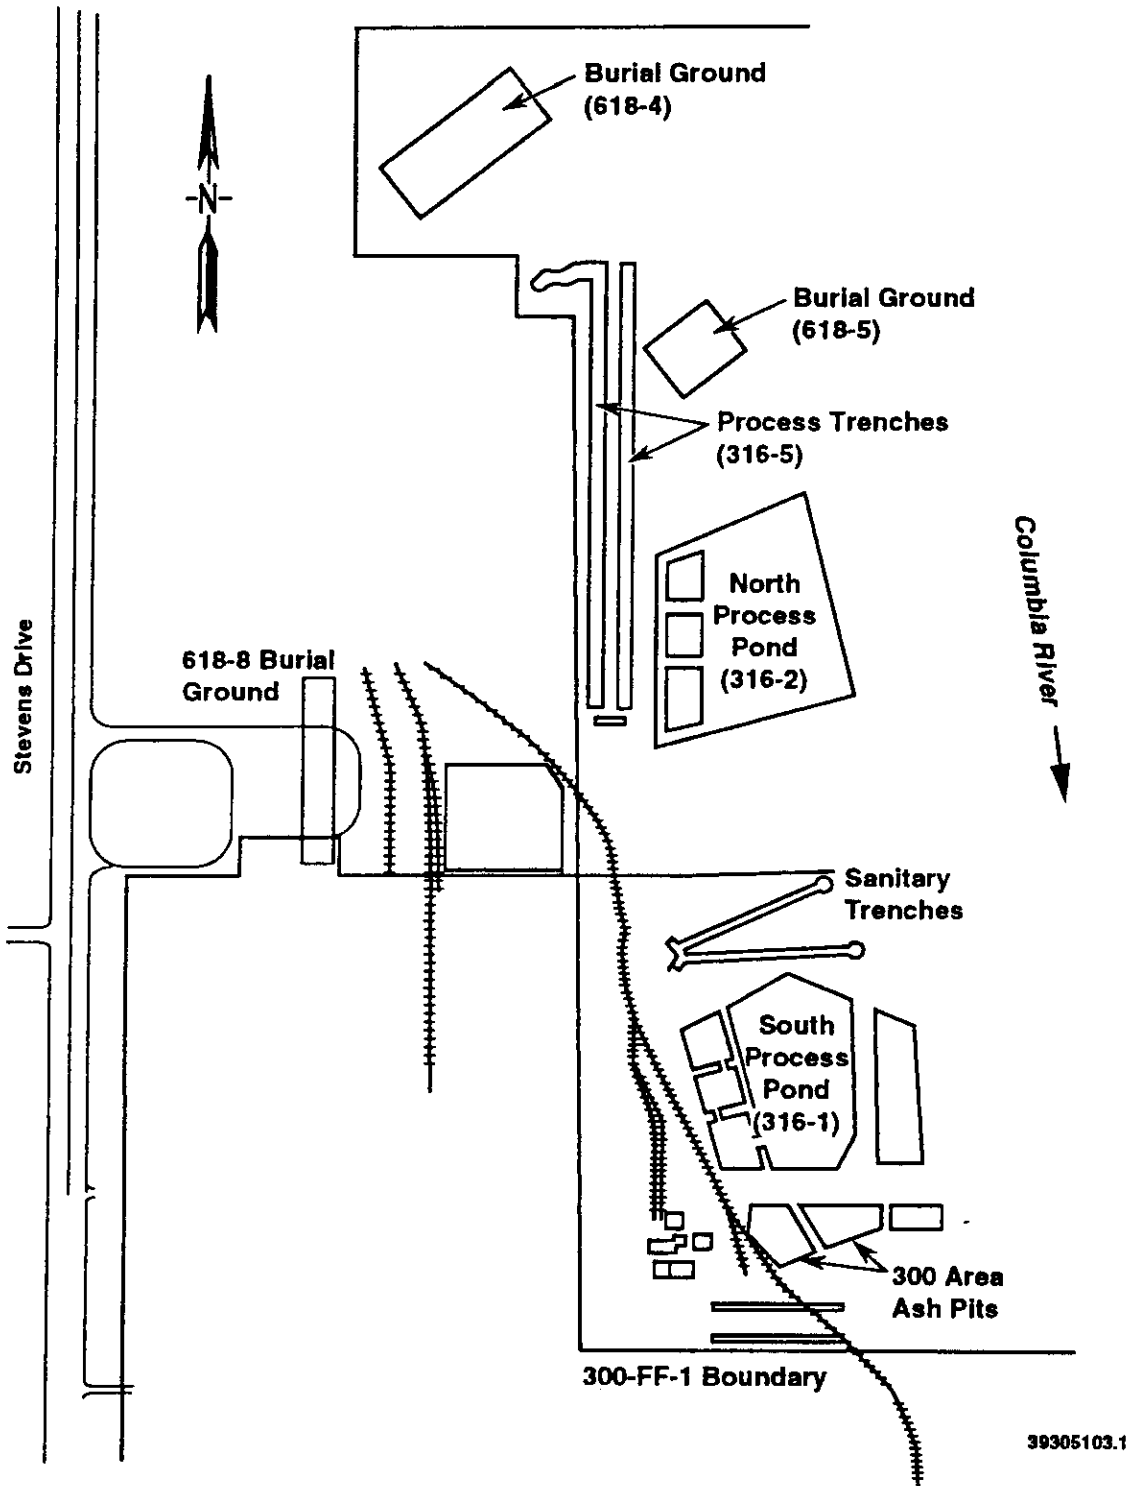 Burial Ground
(618-4)
-N-
Burial Ground
(618-5)
Process Trenches
(316-5)
Columbia River
North
Process
Pond
(316-2)
Stevens Drive
618-8 Burial
Ground
Sanitary
Trenches
South
Process
Pond
(316-1)
300 Area
Ash Pits
300-FF-1 Boundary
39305103.1